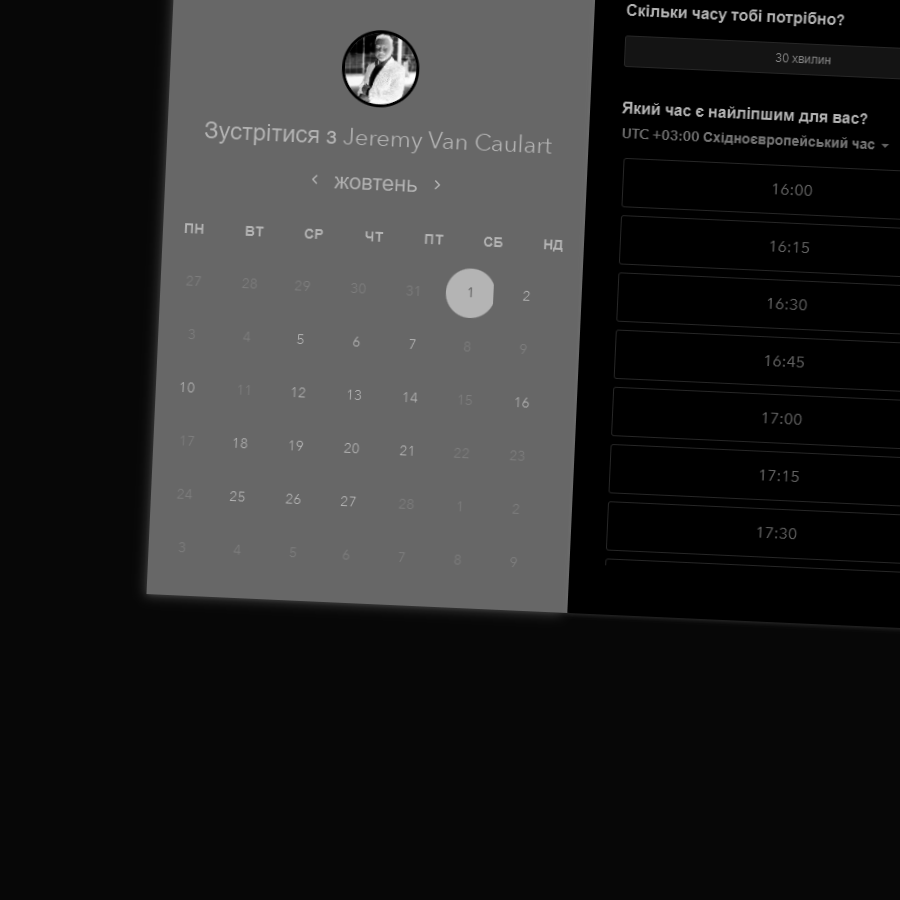 Зустрітися з Jeremy Van Caulart
жовтень
ПН ВТ СР ЧТ ПТ СБ НД
27 28 29 30 31 1 2
3 4 5 6 7 8 9
10 11 12 13 14 15 16
17 18 19 20 21 22 23
24 25 26 27 28 1 2
3 4 5 6 7 8 9
Скільки часу тобі потрібно?
30 хвилин
Який час є найліпшим для вас?
UTC +03:00 Східноєвропейський час
16:00
16:15
16:30
16:45
17:00
17:15
17:30